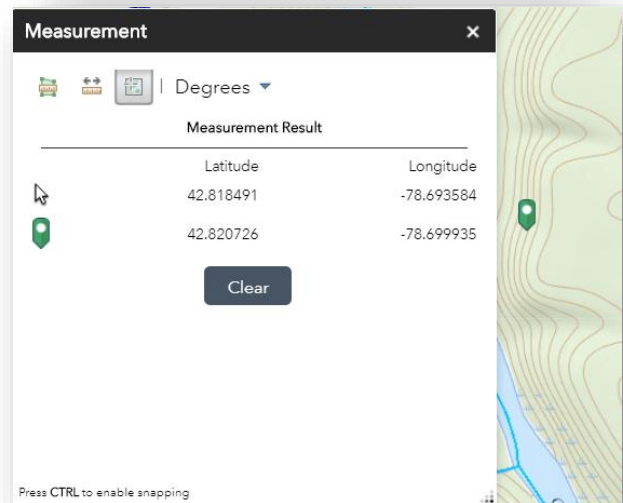 Measurement ×
Degrees
Measurement Result
Latitude Longitude
42.818491 -78.693584
42.820726 -78.699935
Clear
Press CTRL to enable snapping